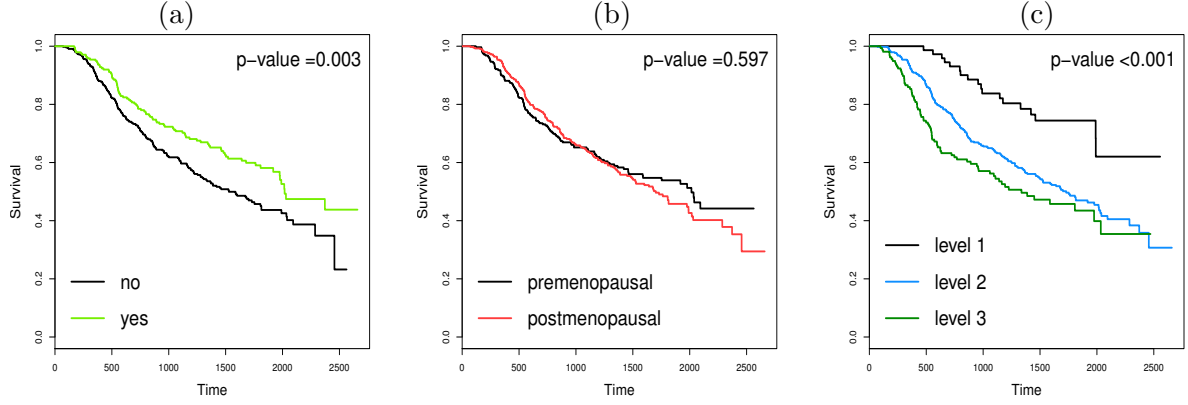 (a)
p-value =0.003
Survival
1.0
0.8
0.6
0.4
0.2
0.0
no
yes
0 500 1000 1500 2000 2500
Time
(b)
p-value =0.597
Survival
1.0
0.8
0.6
0.4
0.2
0.0
premenopausal
postmenopausal
0 500 1000 1500 2000 2500
Time
(c)
p-value <0.001
Survival
1.0
0.8
0.6
0.4
0.2
0.0
level 1
level 2
level 3
0 500 1000 1500 2000 2500
Time